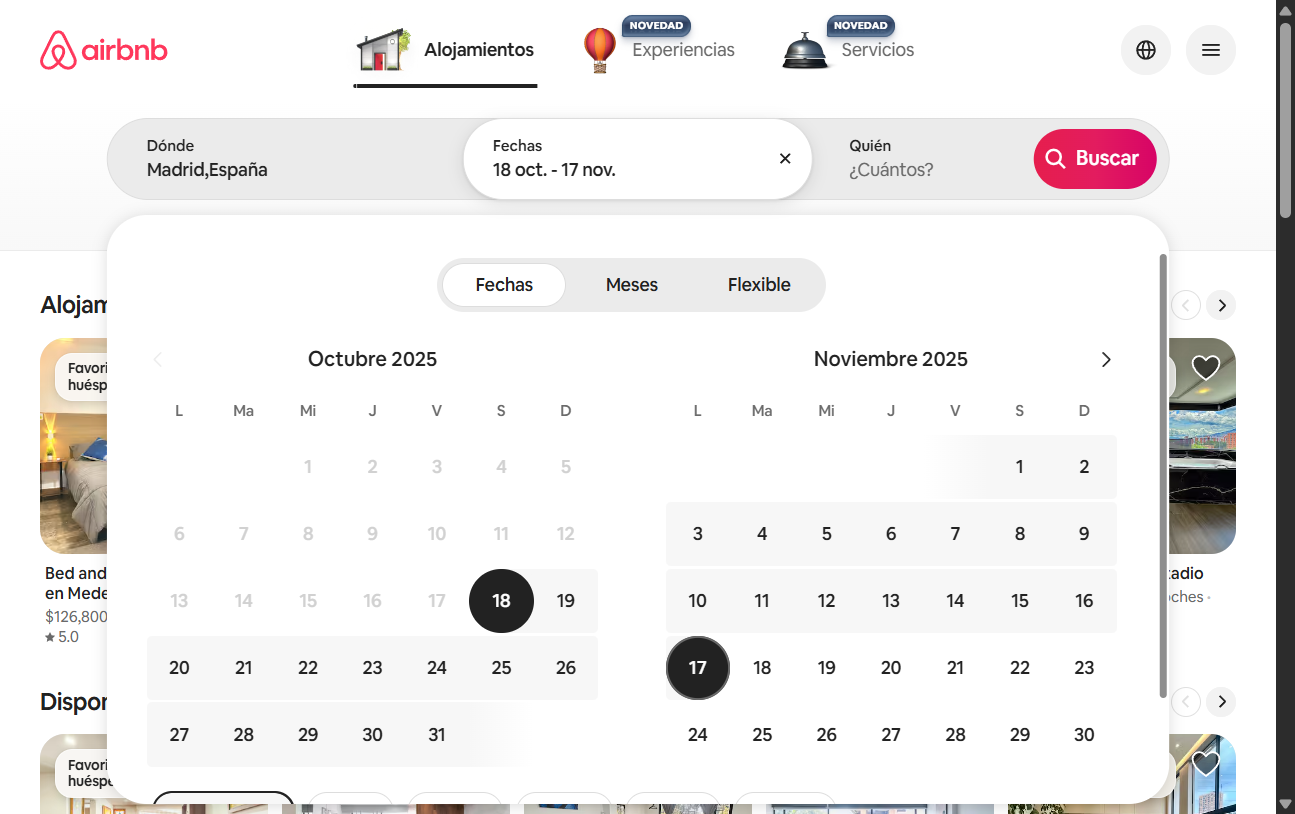 airbnb
Alojamientos
NOVEDAD
Experiencias
NOVEDAD
Servicios
Dónde
Madrid,España
Fechas
18 oct. - 17 nov.
Quién
¿Cuántos?
Buscar
Fechas
Meses
Flexible
Octubre 2025
L Ma Mi J V S D
1 2 3 4 5
6 7 8 9 10 11 12
13 14 15 16 17 18 19
20 21 22 23 24 25 26
27 28 29 30 31
Noviembre 2025
L Ma Mi J V S D
1 2
3 4 5 6 7 8 9
10 11 12 13 14 15 16
17 18 19 20 21 22 23
24 25 26 27 28 29 30
Alojam
Favori
huésp
Bed and
en Mede
$126,800
5.0
tadio
oches ·
Dispon
Favori
huéspe